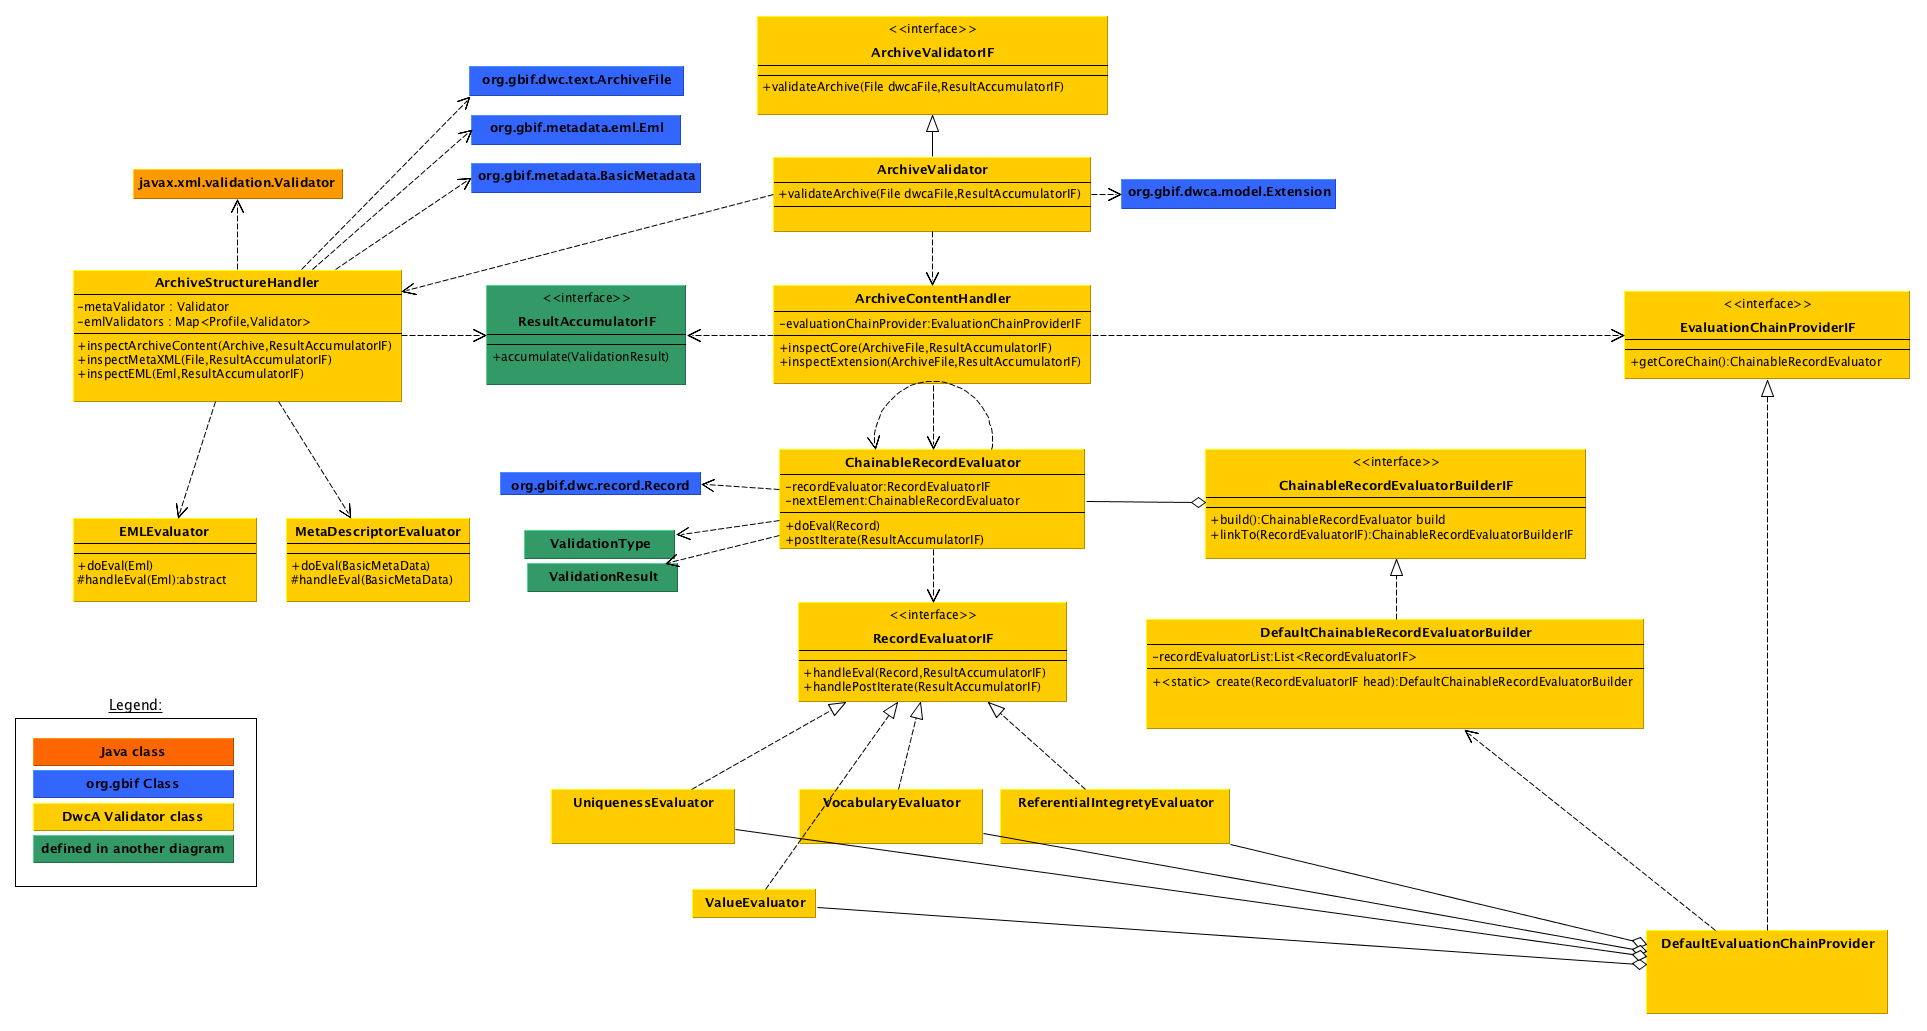 <<interface>>
ArchiveValidatorIF
+validateArchive(File dwcaFile,ResultAccumulatorIF)
org.gbif.dwc.text.ArchiveFile
org.gbif.metadata.eml.Eml
org.gbif.metadata.BasicMetadata
javax.xml.validation.Validator
ArchiveValidator
+validateArchive(File dwcaFile,ResultAccumulatorIF)
org.gbif.dwca.model.Extension
ArchiveStructureHandler
-metaValidator : Validator
-emlValidators : Map<Profile,Validator>
+inspectArchiveContent(Archive,ResultAccumulatorIF)
+inspectMetaXML(File,ResultAccumulatorIF)
+inspectEML(Eml,ResultAccumulatorIF)
<<interface>>
ResultAccumulatorIF
+accumulate(ValidationResult)
ArchiveContentHandler
-evaluationChainProvider:EvaluationChainProviderIF
+inspectCore(ArchiveFile,ResultAccumulatorIF)
+inspectExtension(ArchiveFile,ResultAccumulatorIF)
<<interface>>
EvaluationChainProviderIF
+getCoreChain():ChainableRecordEvaluator
EMLEvaluator
+doEval(Eml)
#handleEval(Eml):abstract
MetaDescriptorEvaluator
+doEval(BasicMetaData)
#handleEval(BasicMetaData)
org.gbif.dwc.record.Record
ValidationType
ValidationResult
ChainableRecordEvaluator
-recordEvaluator:RecordEvaluatorIF
-nextElement:ChainableRecordEvaluator
+doEval(Record)
+postIterate(ResultAccumulatorIF)
<<interface>>
ChainableRecordEvaluatorBuilderIF
+build():ChainableRecordEvaluator build
+linkTo(RecordEvaluatorIF):ChainableRecordEvaluatorBuilderIF
<<interface>>
RecordEvaluatorIF
+handleEval(Record,ResultAccumulatorIF)
+handlePostIterate(ResultAccumulatorIF)
DefaultChainableRecordEvaluatorBuilder
-recordEvaluatorList:List<RecordEvaluatorIF>
+<static> create(RecordEvaluatorIF head):DefaultChainableRecordEvaluatorBuilder
UniquenessEvaluator
VocabularyEvaluator
ReferentialIntegretyEvaluator
ValueEvaluator
DefaultEvaluationChainProvider
Legend:
Java class
org.gbif Class
DwcA Validator class
defined in another diagram